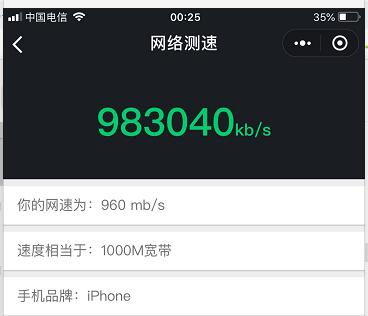 中国电信 00:25 35%
网络测速
983040kb/s
你的网速为：960 mb/s
速度相当于：1000M宽带
手机品牌：iPhone